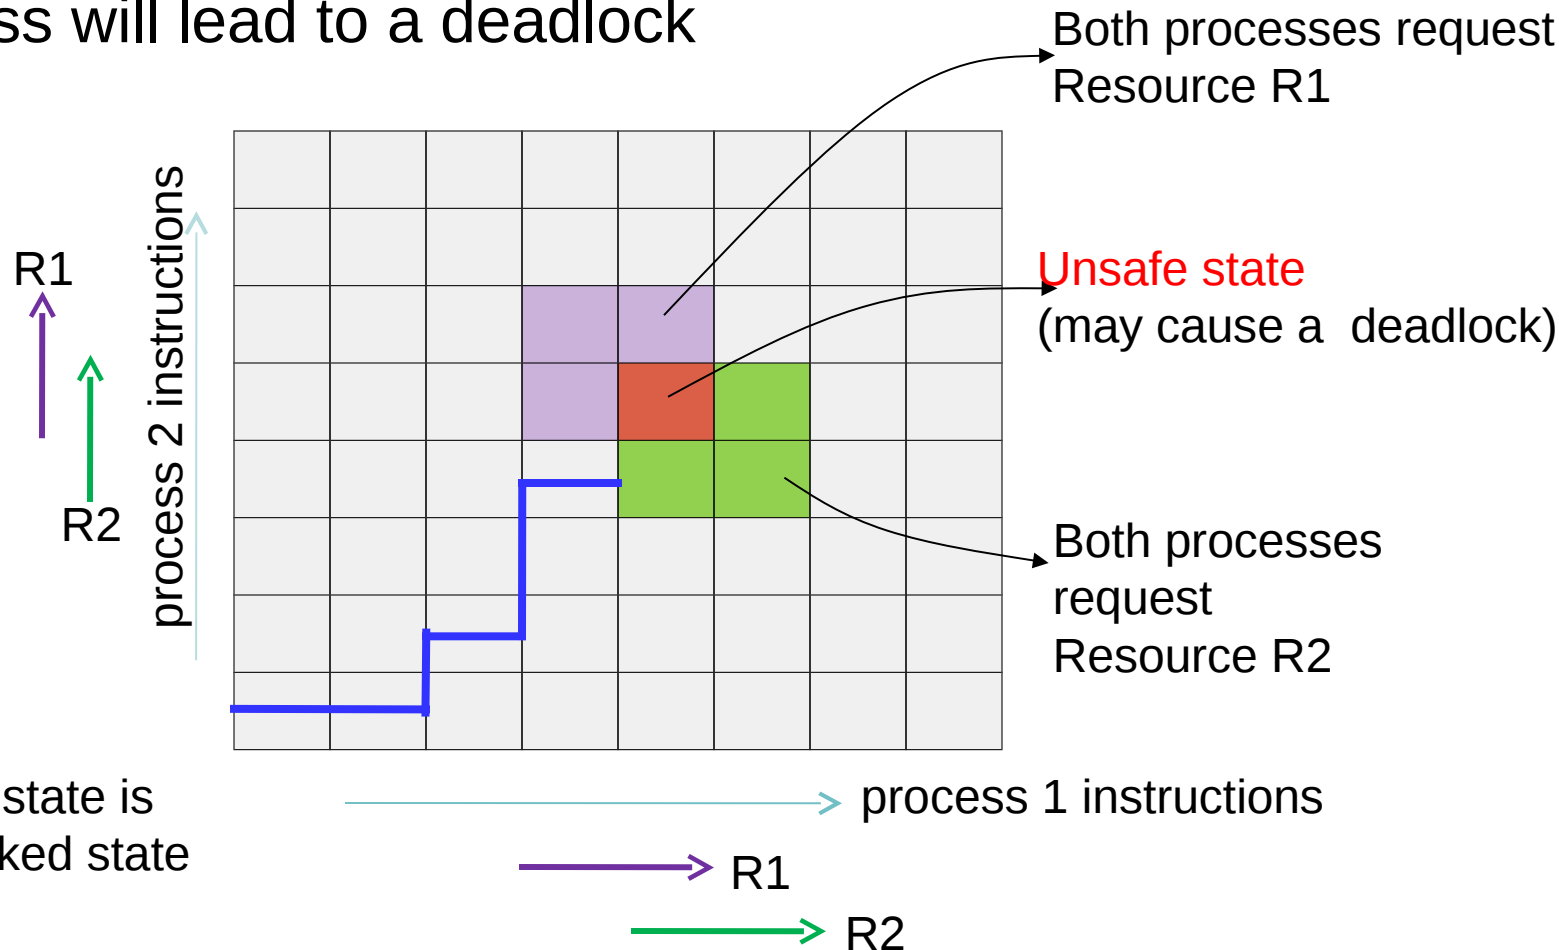 ss will lead to a deadlock
Both processes request
Resource R1
R1
process 2 instructions
Unsafe state
(may cause a  deadlock)
R2
Both processes
request
Resource R2
state is
ked state
process 1 instructions
R1
R2